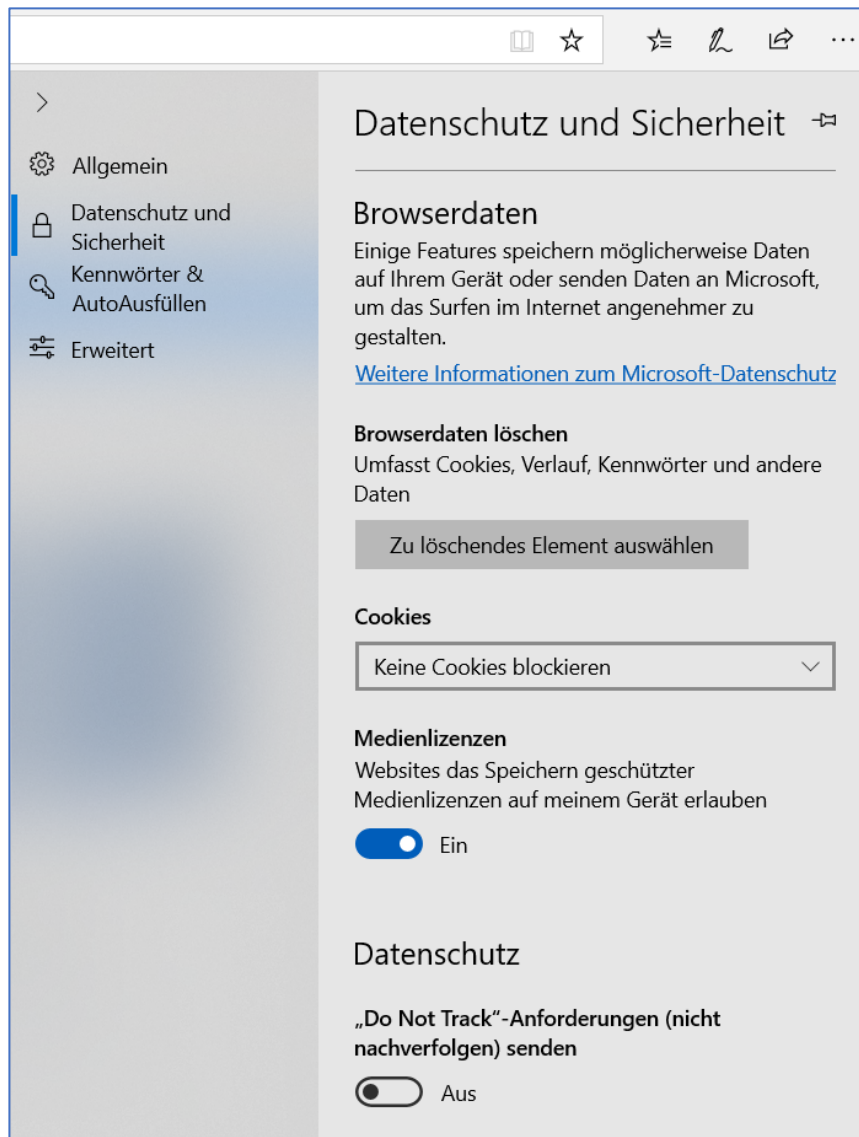 Allgemein
Datenschutz und
Sicherheit
Kennwörter &
AutoAusfüllen
Erweitert
Datenschutz und Sicherheit
Browserdaten
Einige Features speichern möglicherweise Daten
auf Ihrem Gerät oder senden Daten an Microsoft,
um das Surfen im Internet angenehmer zu
gestalten.
Weitere Informationen zum Microsoft-Datenschutz
Browserdaten löschen
Umfasst Cookies, Verlauf, Kennwörter und andere
Daten
Zu löschendes Element auswählen
Cookies
Keine Cookies blockieren
Medienlizenzen
Websites das Speichern geschützter
Medienlizenzen auf meinem Gerät erlauben
Ein
Datenschutz
„Do Not Track“-Anforderungen (nicht
nachverfolgen) senden
Aus